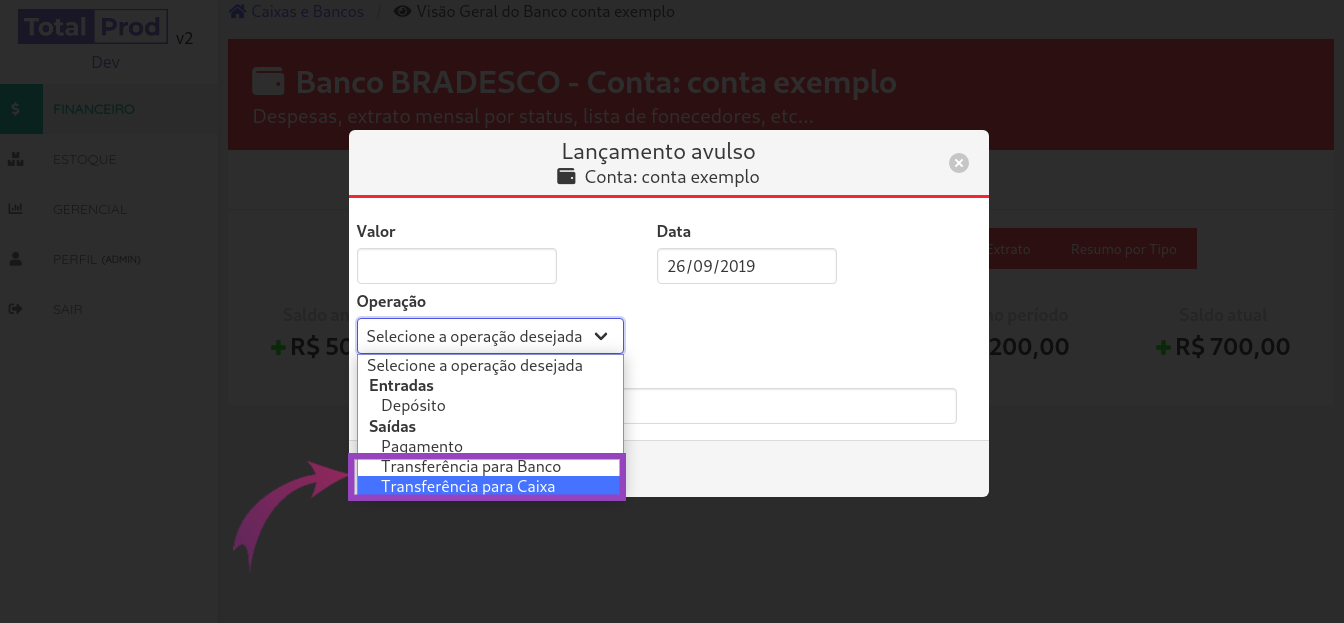 Total Prod v2
Dev
FINANCEIRO
ESTOQUE
GERENCIAL
PERFIL (ADMIN)
SAIR
Caixas e Bancos / Visão Geral do Banco conta exemplo
Banco BRADESCO - Conta: conta exemplo
Despesas, extrato mensal por status, lista de fonecedores, etc...
Extrato
Resumo por Tipo
Saldo an
R$ 50
no período
200,00
Saldo atual
R$ 700,00
Lançamento avulso
Conta: conta exemplo
Valor
Data
26/09/2019
Operação
Selecione a operação desejada
Selecione a operação desejada
Entradas
Depósito
Saídas
Pagamento
Transferência para Banco
Transferência para Caixa